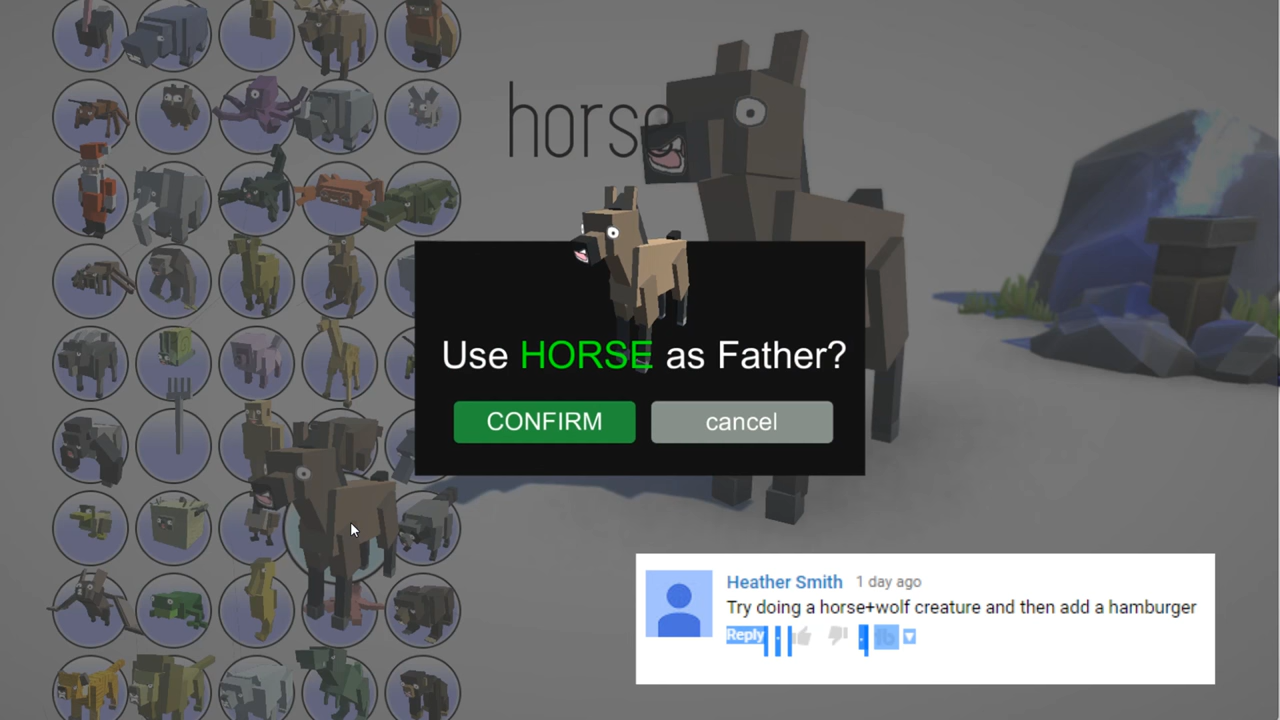 horse
Use HORSE as Father?
CONFIRM
cancel
Heather Smith 1 day ago
Try doing a horse+wolf creature and then add a hamburger
Reply